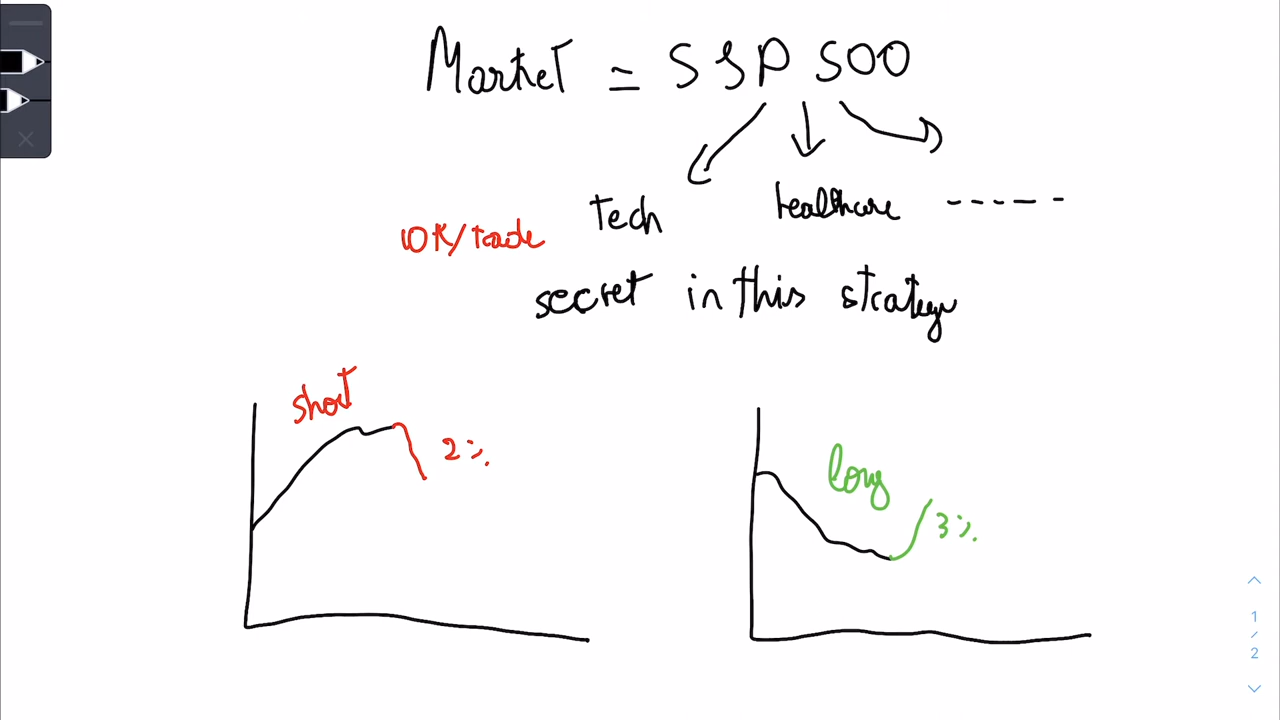 Market = S&P 500
tech healthcare -----
10K/trade
secret in this strategy
short
2%
long
3%
1
/
2